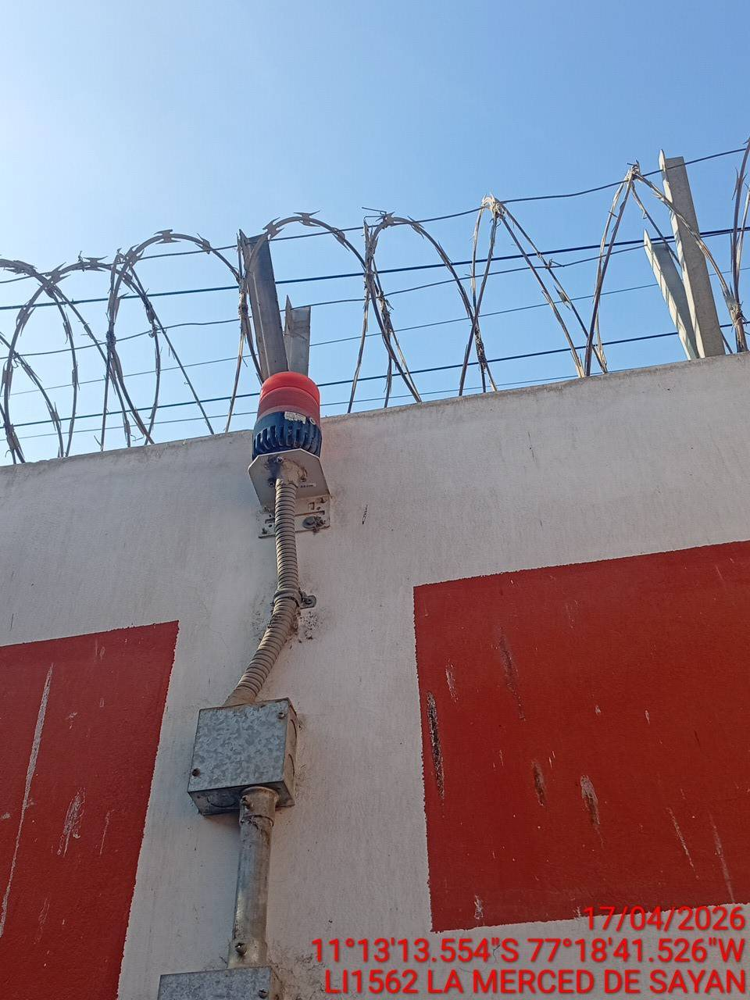 17/04/2026
11°13'13.554"S 77°18'41.526"W
LI1562 LA MERCED DE SAYAN